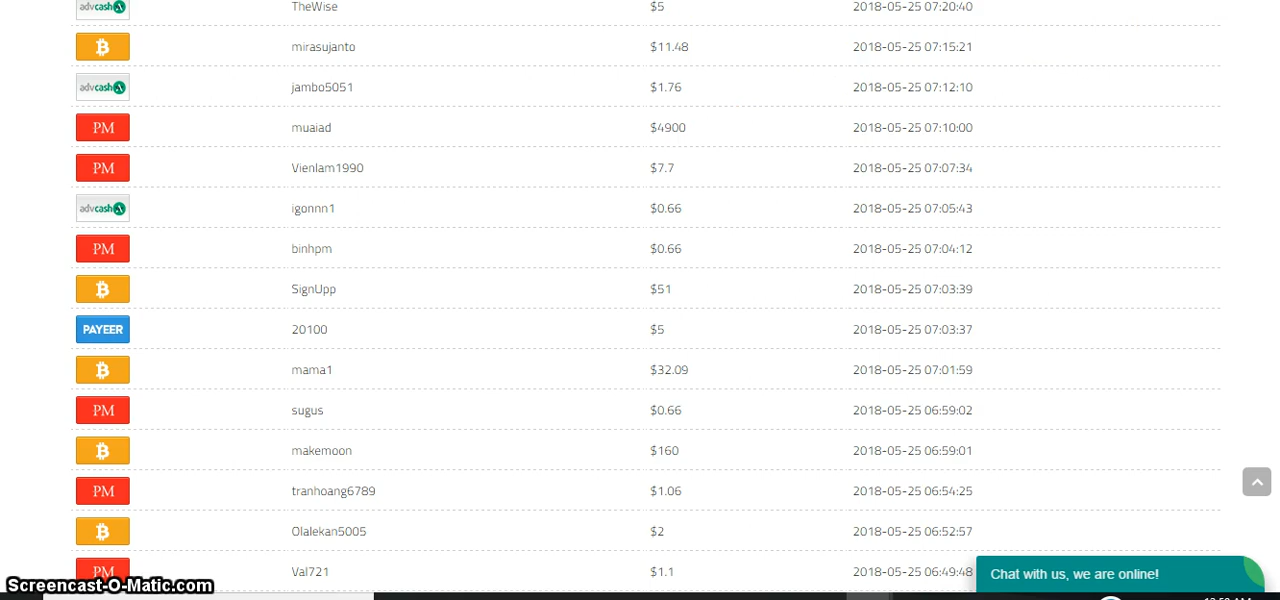 advcash TheWise $5 2018-05-25 07:20:40
mirasujanto $11.48 2018-05-25 07:15:21
advcash jambo5051 $1.76 2018-05-25 07:12:10
PM muaiad $4900 2018-05-25 07:10:00
PM Vienlam1990 $7.7 2018-05-25 07:07:34
advcash igonnn1 $0.66 2018-05-25 07:05:43
PM binhpm $0.66 2018-05-25 07:04:12
SignUpp $51 2018-05-25 07:03:39
PAYEER 20100 $5 2018-05-25 07:03:37
mama1 $32.09 2018-05-25 07:01:59
PM sugus $0.66 2018-05-25 06:59:02
makemoon $160 2018-05-25 06:59:01
PM tranhoang6789 $1.06 2018-05-25 06:54:25
Olalekan5005 $2 2018-05-25 06:52:57
PM Val721 $1.1 2018-05-25 06:49:48
Chat with us, we are online!
Screencast-O-Matic.com